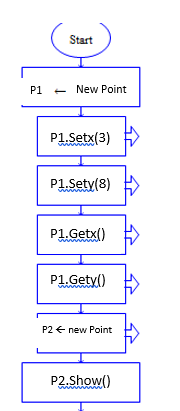 Start
P1 ← New Point
P1.Setx(3)
P1.Sety(8)
P1.Getx()
P1.Gety()
P2 ← new Point
P2.Show()